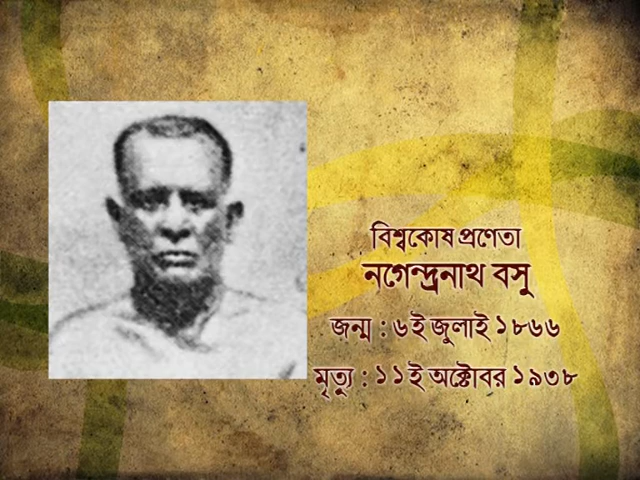 বিশ্বকোষ প্রণেতা
নগেন্দ্রনাথ বসু
জন্ম : ৬ই জুলাই ১৮৬৬
মৃত্যু : ১১ই অক্টোবর ১৯৩৮